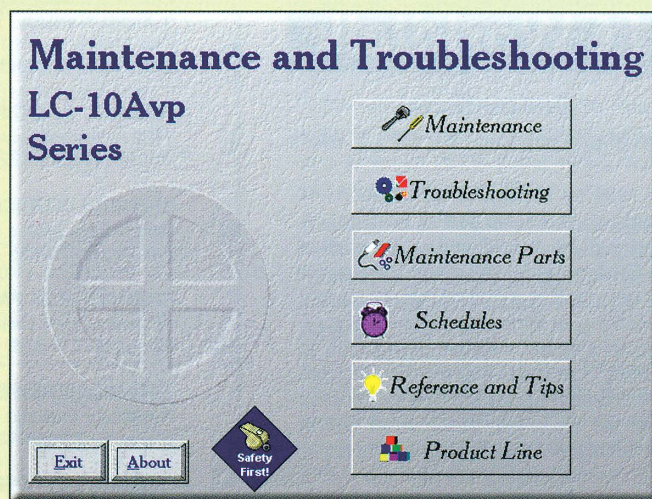 Maintenance and Troubleshooting
LC-10Avp
Series
Maintenance
Troubleshooting
Maintenance Parts
Schedules
Reference and Tips
Product Line
Exit
About
Safety
First!